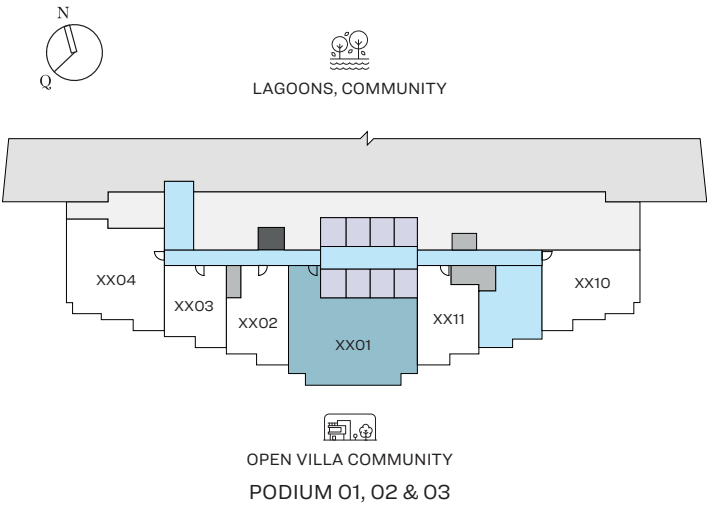 N
Q
LAGOONS, COMMUNITY
XX04
XX03
XX02
XX01
XX11
XX10
OPEN VILLA COMMUNITY
PODIUM 01, 02 & 03